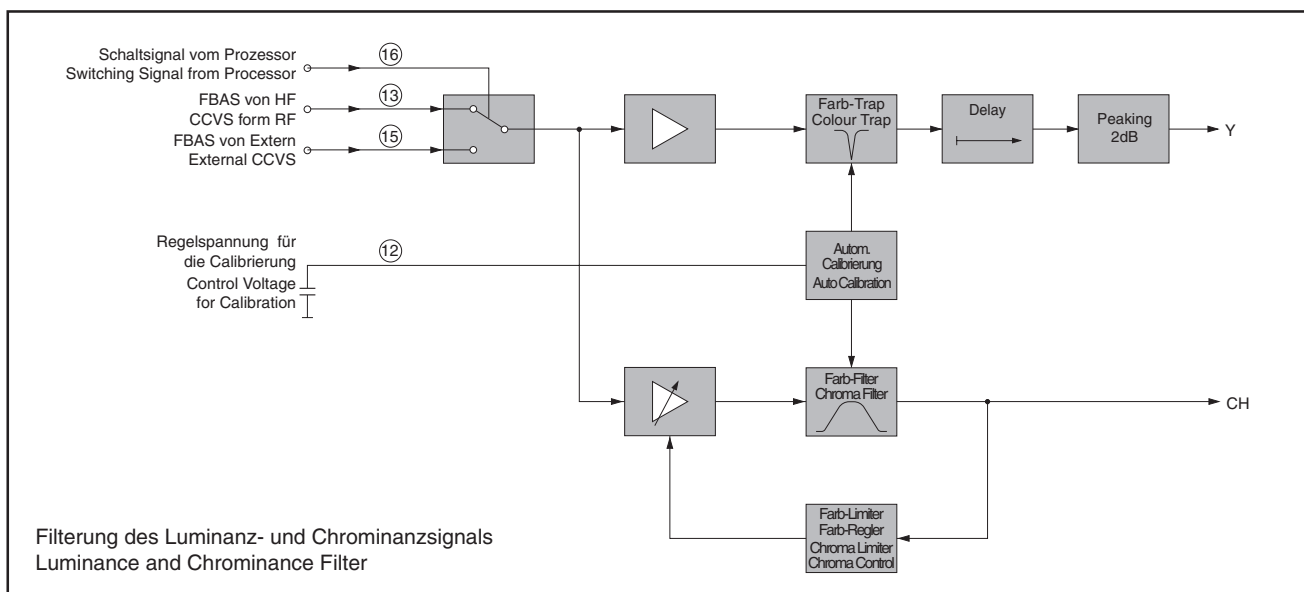 Schaltsignal vom Prozessor
Switching Signal from Processor
16
FBAS von HF
CCVS form RF
13
FBAS von Extern
External CCVS
15
Farb-Trap
Colour Trap
Delay
Peaking
2dB
Y
Regelspannung für
die Calibrierung
Control Voltage
for Calibration
12
Autom.
Calibrierung
Auto Calibration
Farb-Filter
Chroma Filter
CH
Farb-Limiter
Farb-Regler
Chroma Limiter
Chroma Control
Filterung des Luminanz- und Chrominanzsignals
Luminance and Chrominance Filter